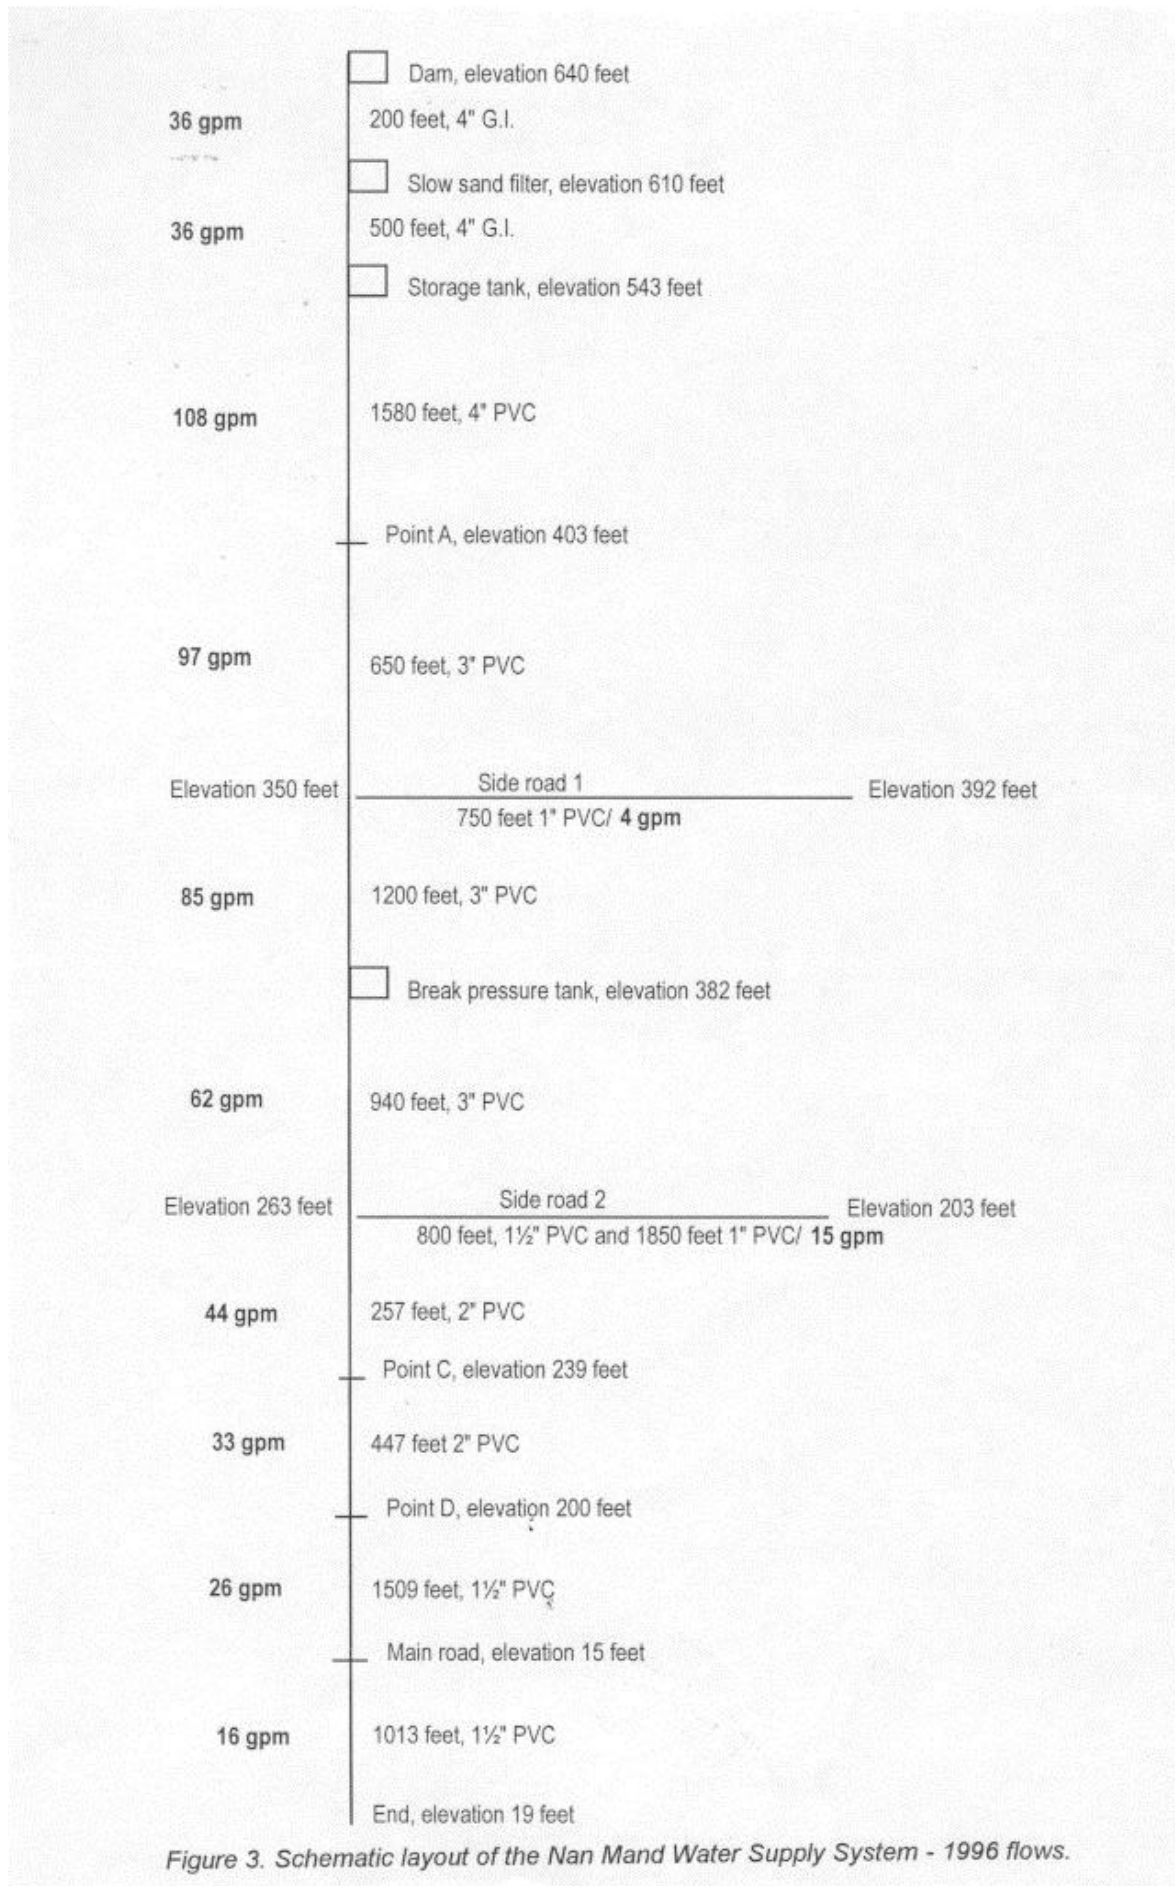 Dam, elevation 640 feet
36 gpm
200 feet, 4" G.I.
Slow sand filter, elevation 610 feet
36 gpm
500 feet, 4" G.I.
Storage tank, elevation 543 feet
108 gpm
1580 feet, 4" PVC
Point A, elevation 403 feet
97 gpm
650 feet, 3" PVC
Elevation 350 feet
Side road 1
Elevation 392 feet
750 feet 1" PVC/ 4 gpm
85 gpm
1200 feet, 3" PVC
Break pressure tank, elevation 382 feet
62 gpm
940 feet, 3" PVC
Elevation 263 feet
Side road 2
Elevation 203 feet
800 feet, 1½" PVC and 1850 feet 1" PVC/ 15 gpm
44 gpm
257 feet, 2" PVC
Point C, elevation 239 feet
33 gpm
447 feet 2" PVC
Point D, elevation 200 feet
26 gpm
1509 feet, 1½" PVC
Main road, elevation 15 feet
16 gpm
1013 feet, 1½" PVC
End, elevation 19 feet
Figure 3. Schematic layout of the Nan Mand Water Supply System - 1996 flows.